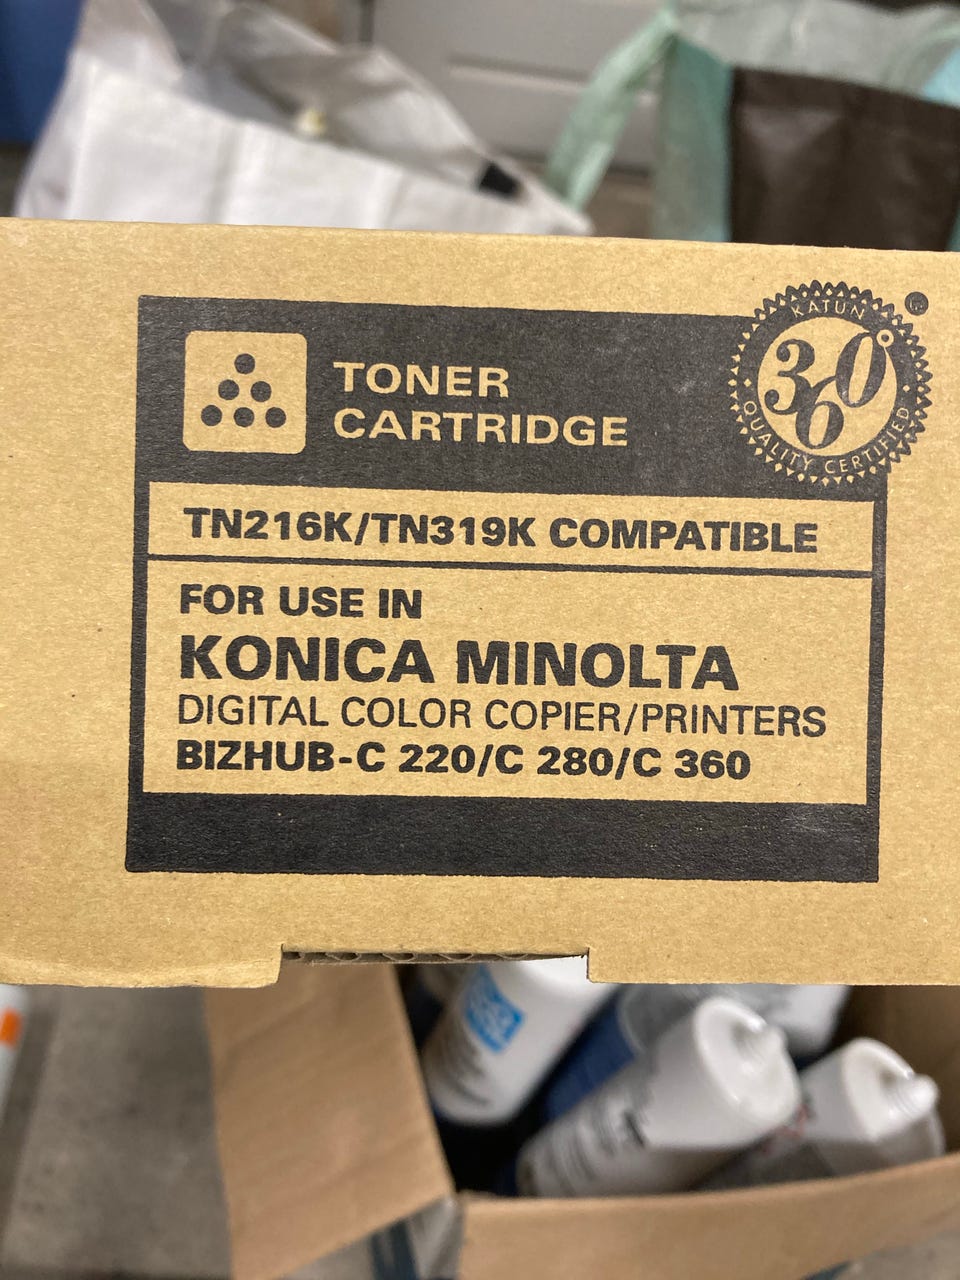 KATUN
360°
QUALITY CERTIFIED
TONER
CARTRIDGE
TN216K/TN319K COMPATIBLE
FOR USE IN
KONICA MINOLTA
DIGITAL COLOR COPIER/PRINTERS
BIZHUB-C 220/C 280/C 360